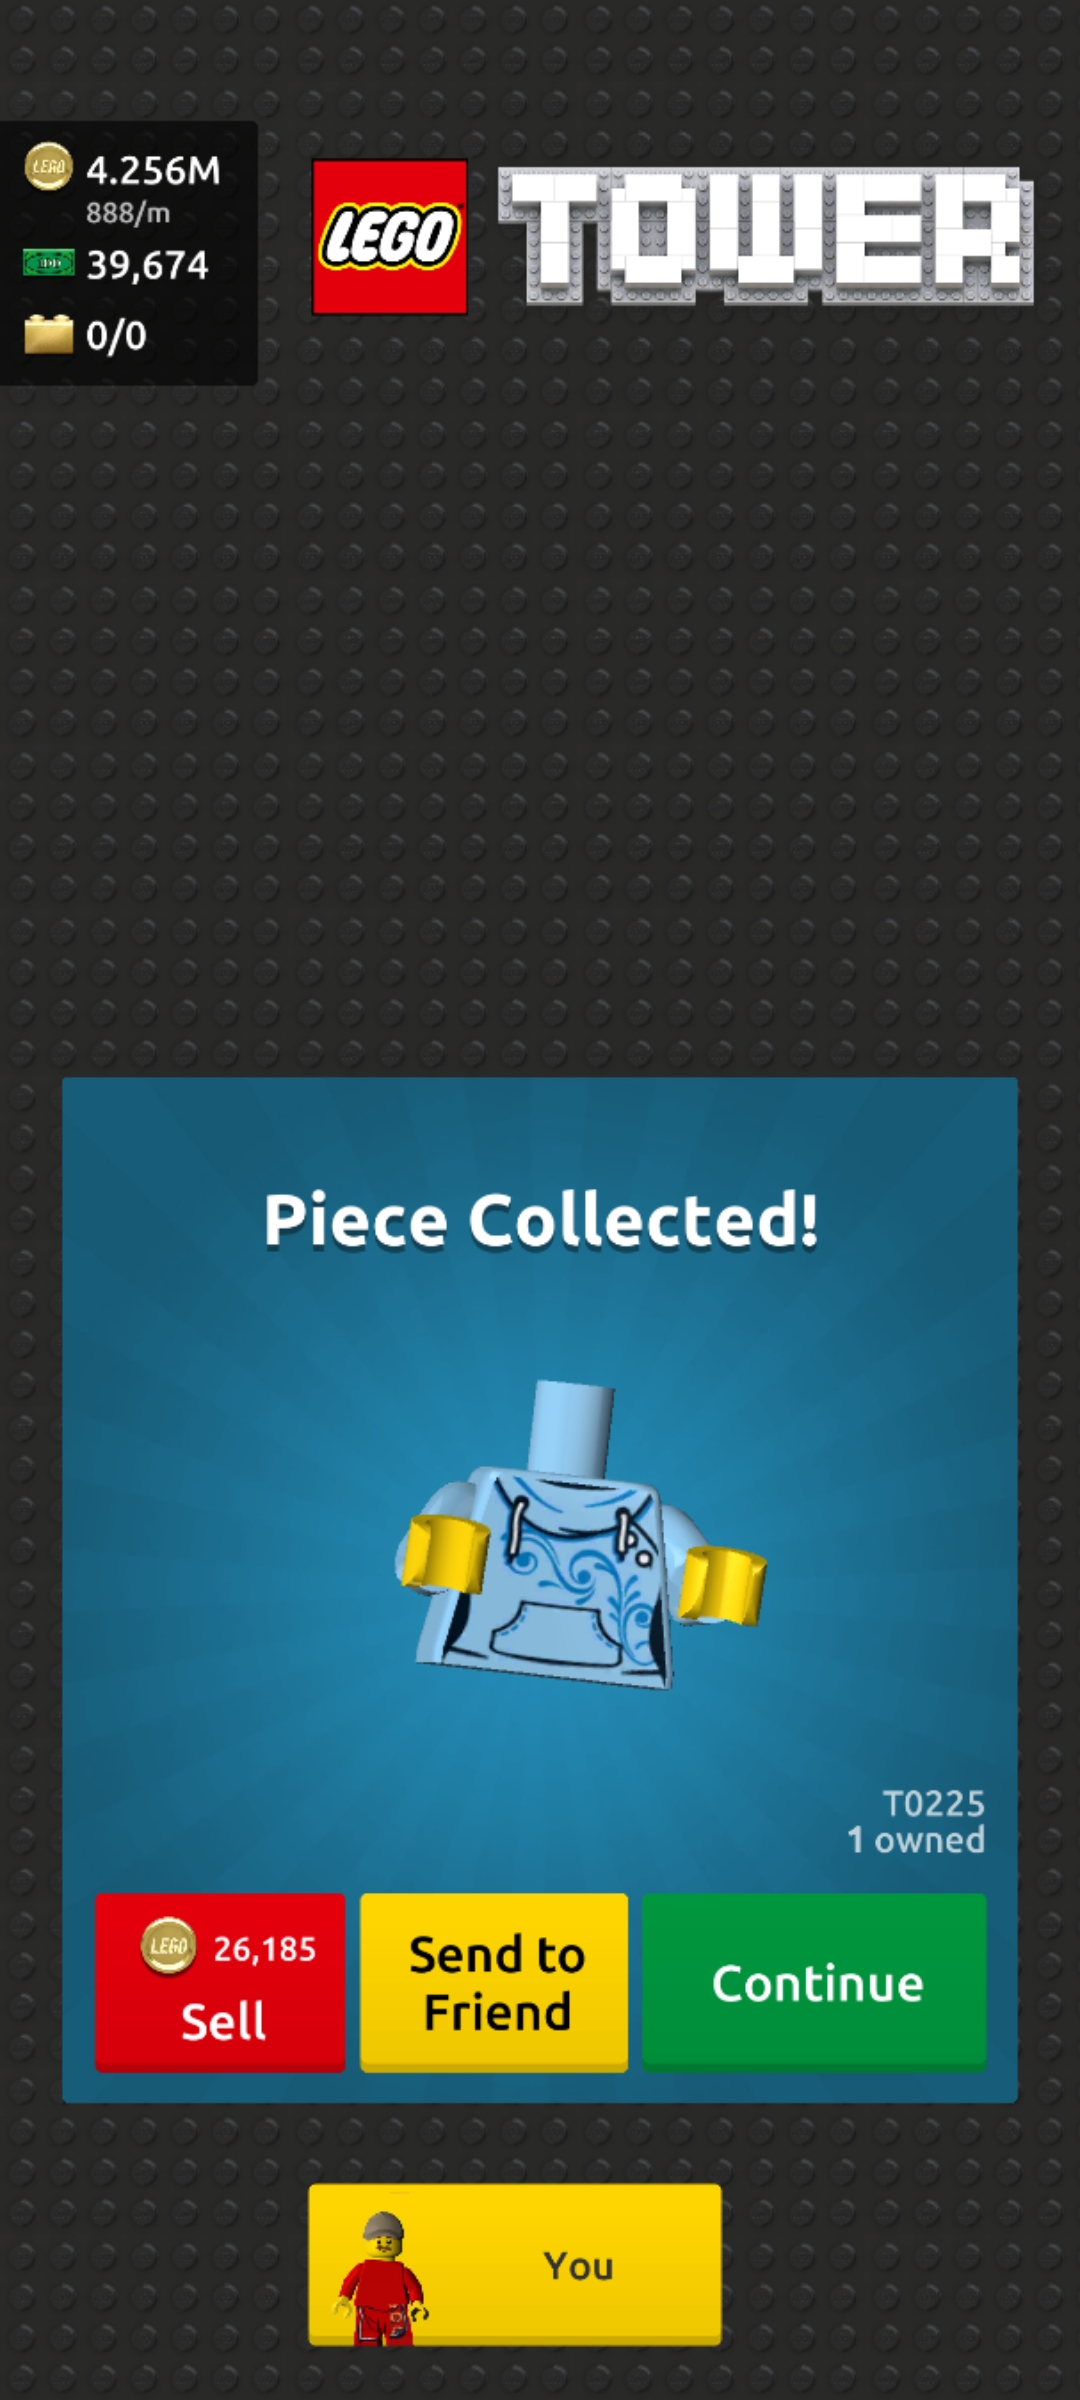 LEGO
4.256M
888/m
39,674
0/0
LEGO
TOWER
Piece Collected!
T0225
1 owned
LEGO
26,185
Sell
Send to
Friend
Continue
You